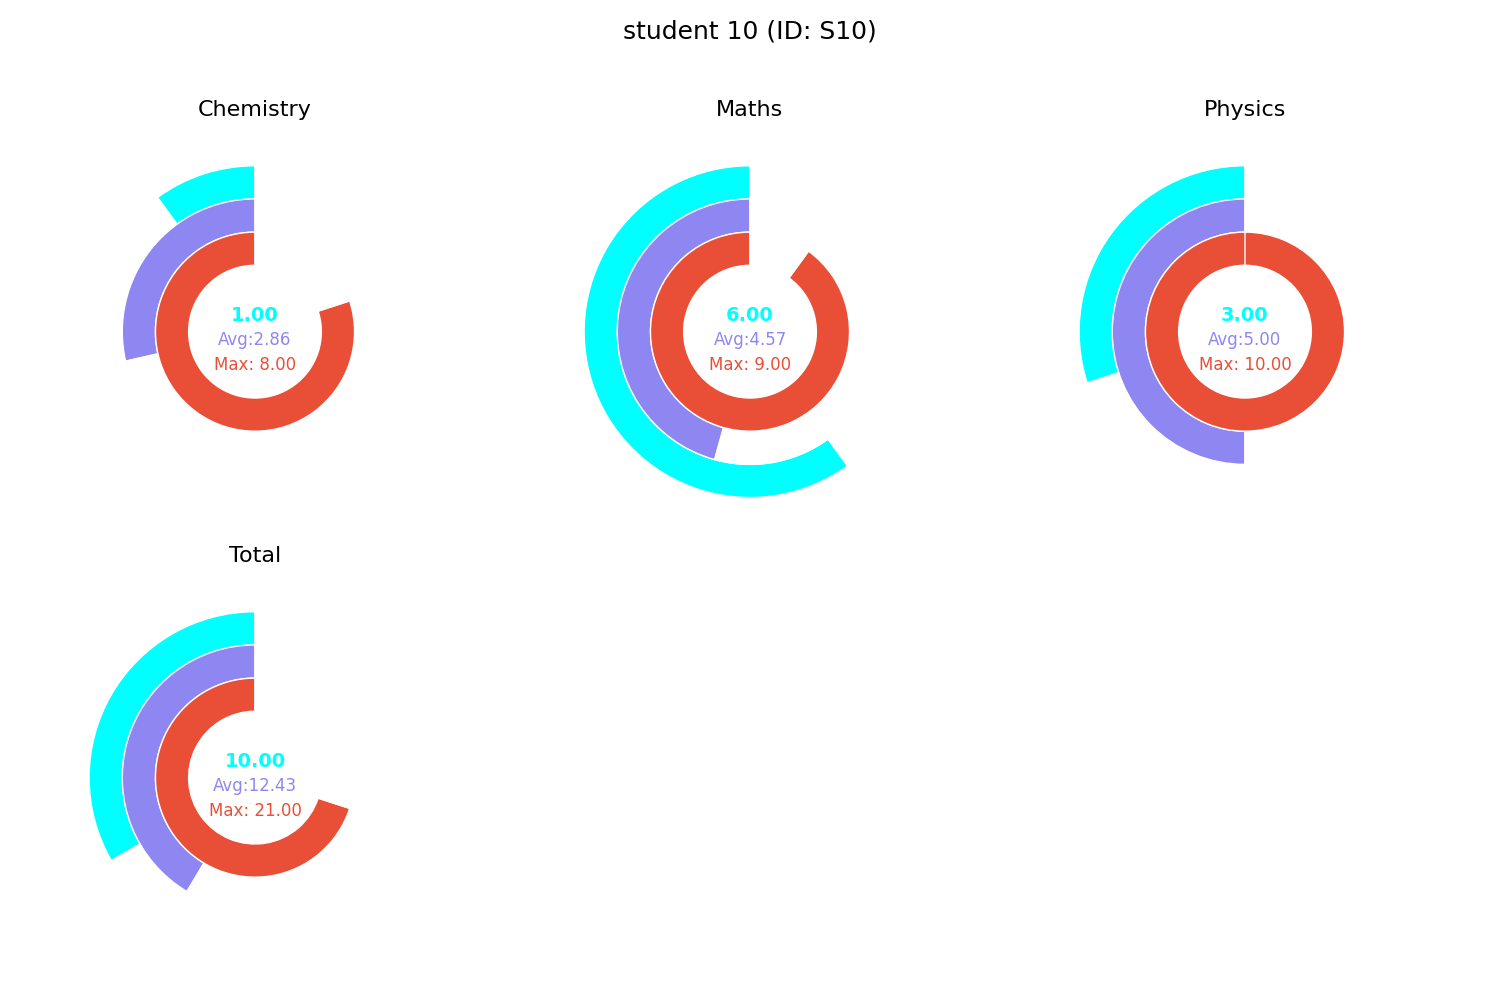 student 10 (ID: S10)
Chemistry
1.00
Avg:2.86
Max: 8.00
Maths
6.00
Avg:4.57
Max: 9.00
Physics
3.00
Avg:5.00
Max: 10.00
Total
10.00
Avg:12.43
Max: 21.00